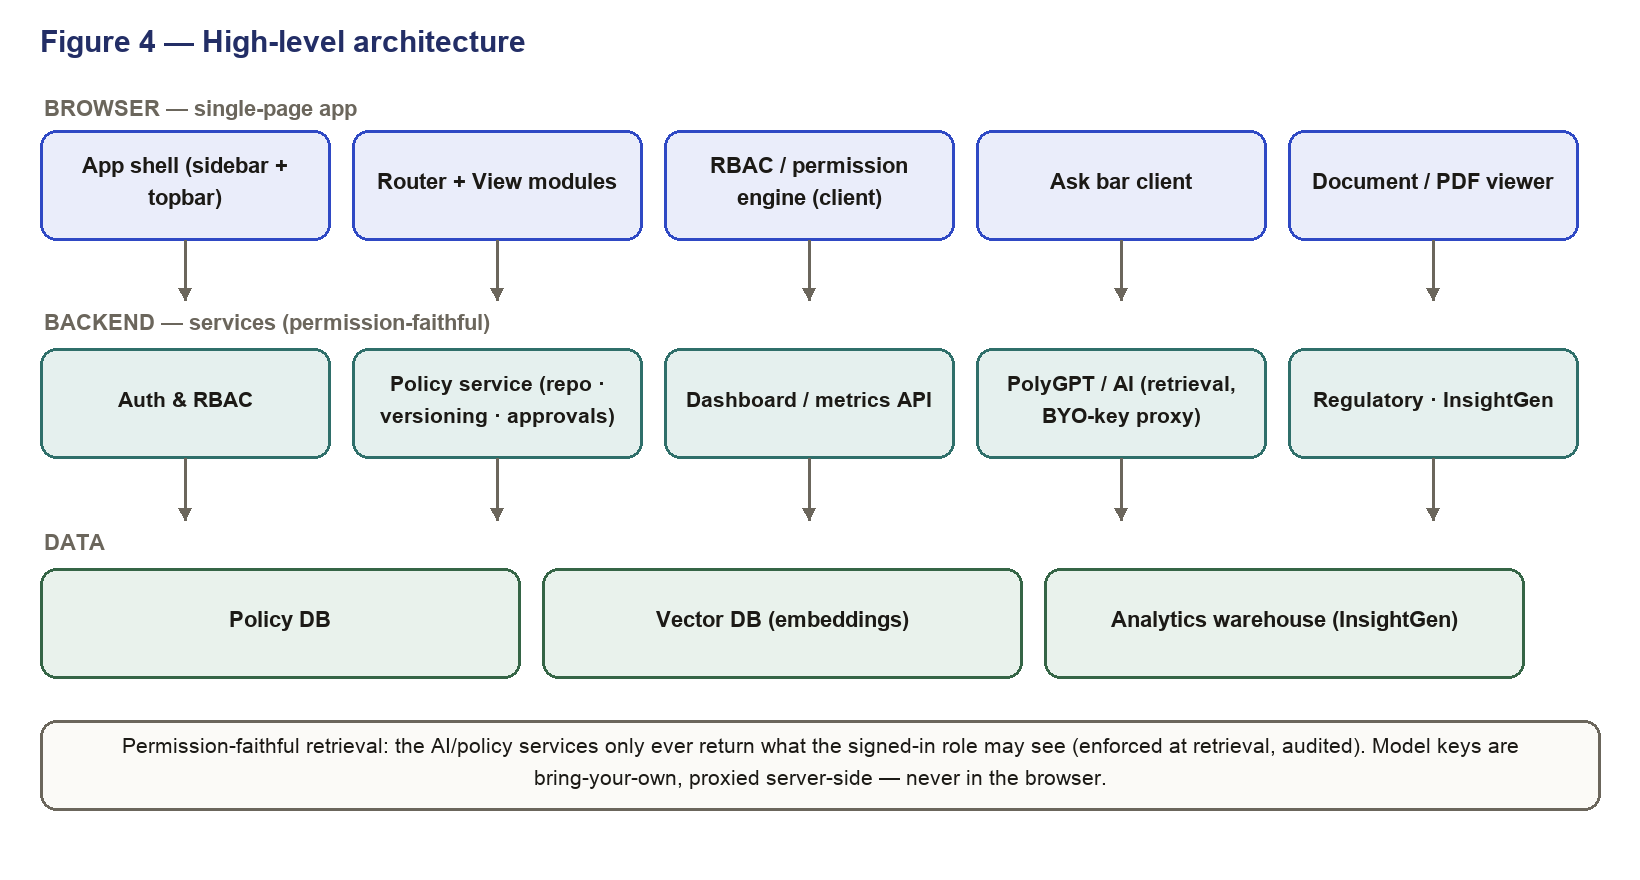 Figure 4 — High-level architecture
BROWSER — single-page app
App shell (sidebar +
topbar)
Router + View modules
RBAC / permission
engine (client)
Ask bar client
Document / PDF viewer
BACKEND — services (permission-faithful)
Auth & RBAC
Policy service (repo ·
versioning · approvals)
Dashboard / metrics API
PolyGPT / AI (retrieval,
BYO-key proxy)
Regulatory · InsightGen
DATA
Policy DB
Vector DB (embeddings)
Analytics warehouse (InsightGen)
Permission-faithful retrieval: the AI/policy services only ever return what the signed-in role may see (enforced at retrieval, audited). Model keys are
bring-your-own, proxied server-side — never in the browser.